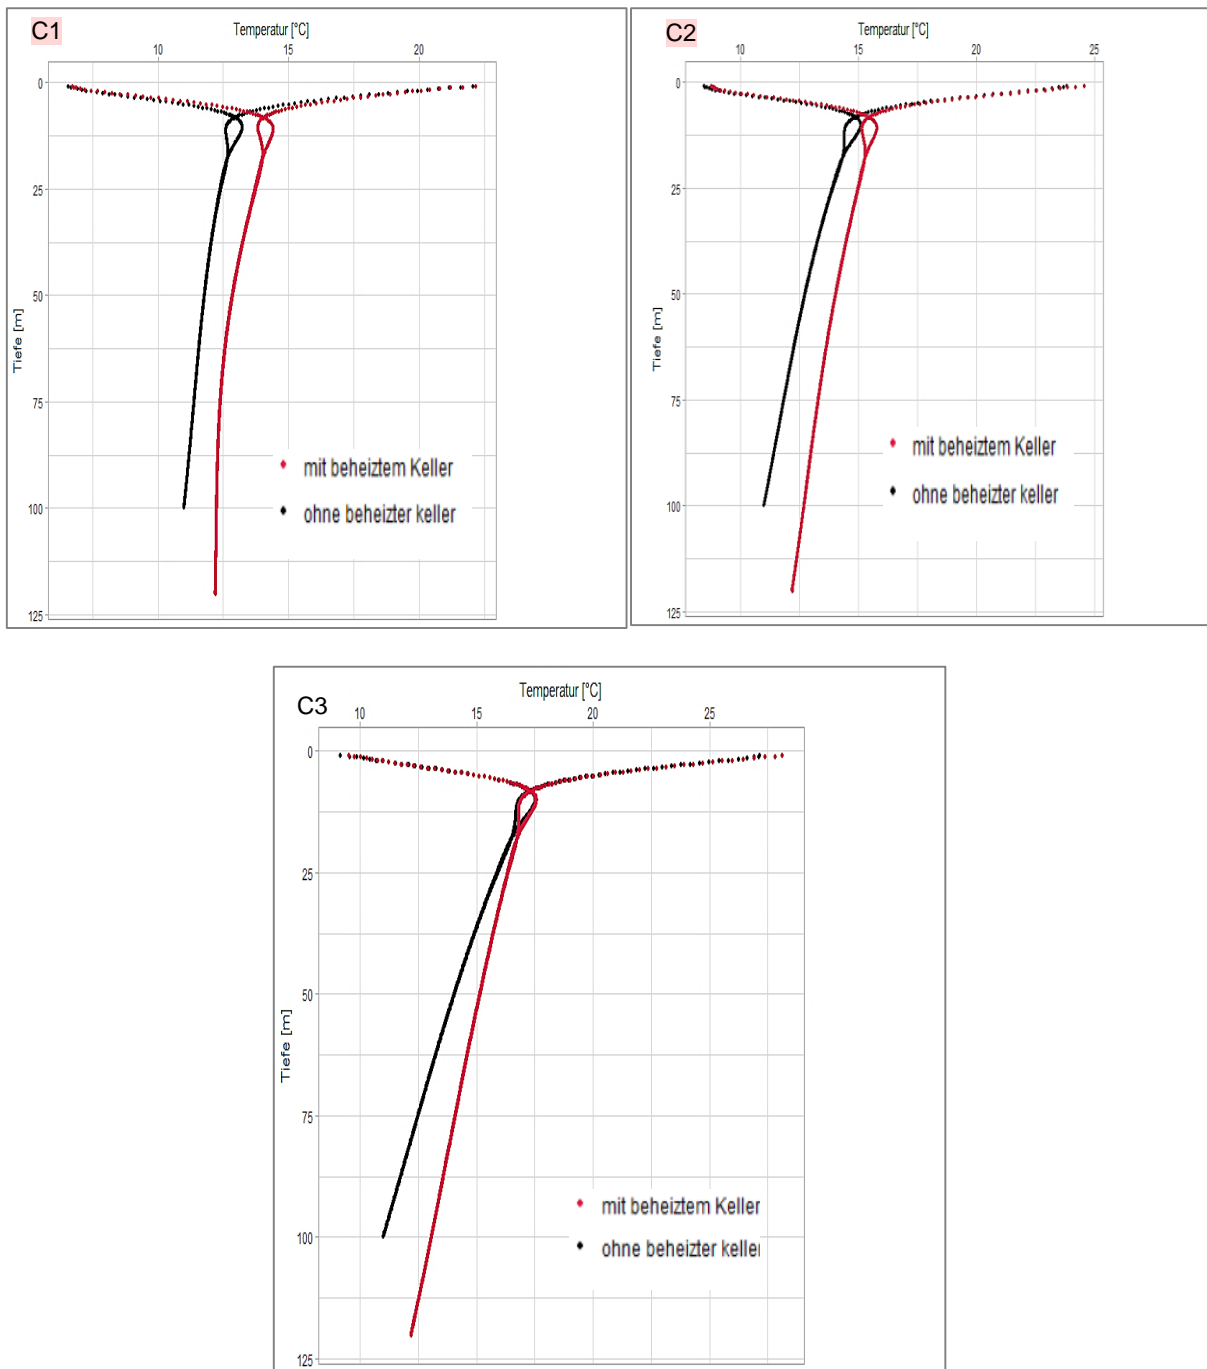 C1
Temperatur [°C]
10 15 20
0
25
50
75
100
125
Tiefe [m]
mit beheiztem Keller
ohne beheizter keller
C2
Temperatur [°C]
10 15 20 25
0
25
50
75
100
125
Tiefe [m]
mit beheiztem Keller
ohne beheizter keller
C3
Temperatur [°C]
10 15 20 25
0
25
50
75
100
125
Tiefe [m]
mit beheiztem Keller
ohne beheizter keller